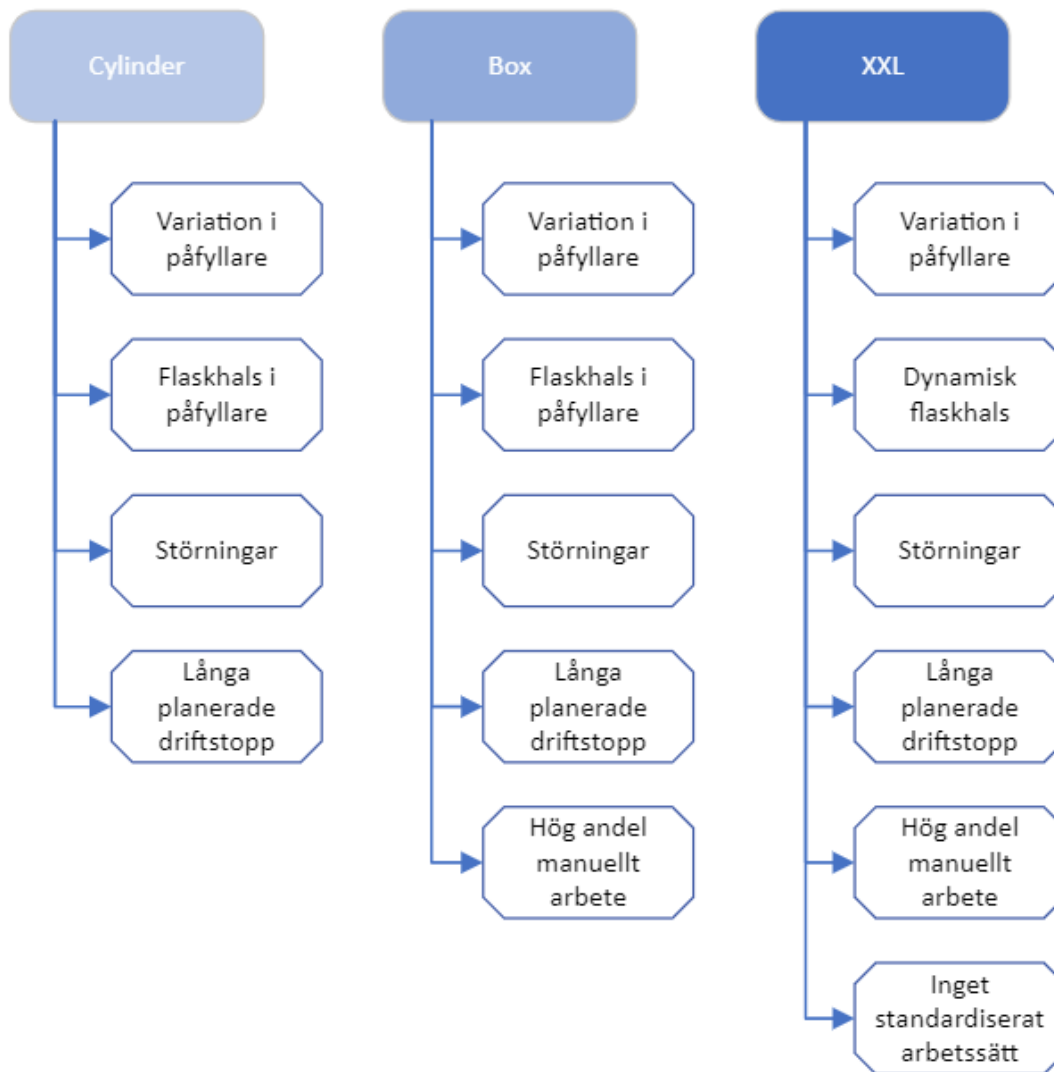 Cylinder
Variation i
påfyllare
Flaskhals i
påfyllare
Störningar
Långa
planerade
driftstopp
Box
Variation i
påfyllare
Flaskhals i
påfyllare
Störningar
Långa
planerade
driftstopp
Hög andel
manuellt
arbete
XXL
Variation i
påfyllare
Dynamisk
flaskhals
Störningar
Långa
planerade
driftstopp
Hög andel
manuellt
arbete
Inget
standardiserat
arbetssätt